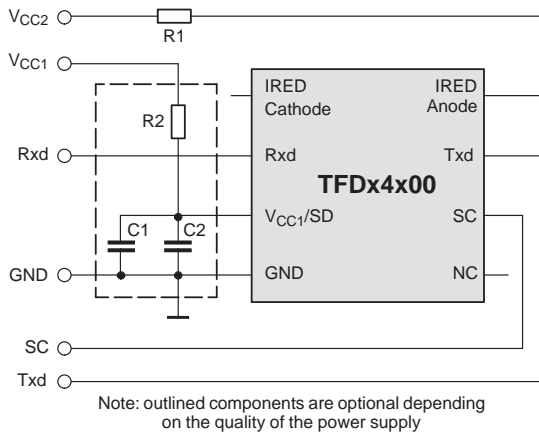 VCC2
R1
VCC1
IRED Cathode
IRED Anode
R2
Rxd
Rxd
Txd
TFDx4x00
C1
C2
VCC1/SD
SC
GND
GND
NC
SC
Txd
Note: outlined components are optional depending
on the quality of the power supply